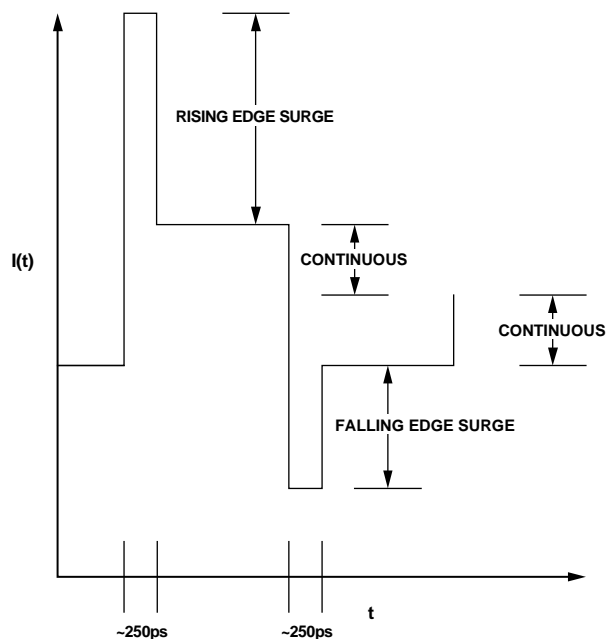 RISING EDGE SURGE
I(t)
CONTINUOUS
CONTINUOUS
FALLING EDGE SURGE
t
~250ps
~250ps